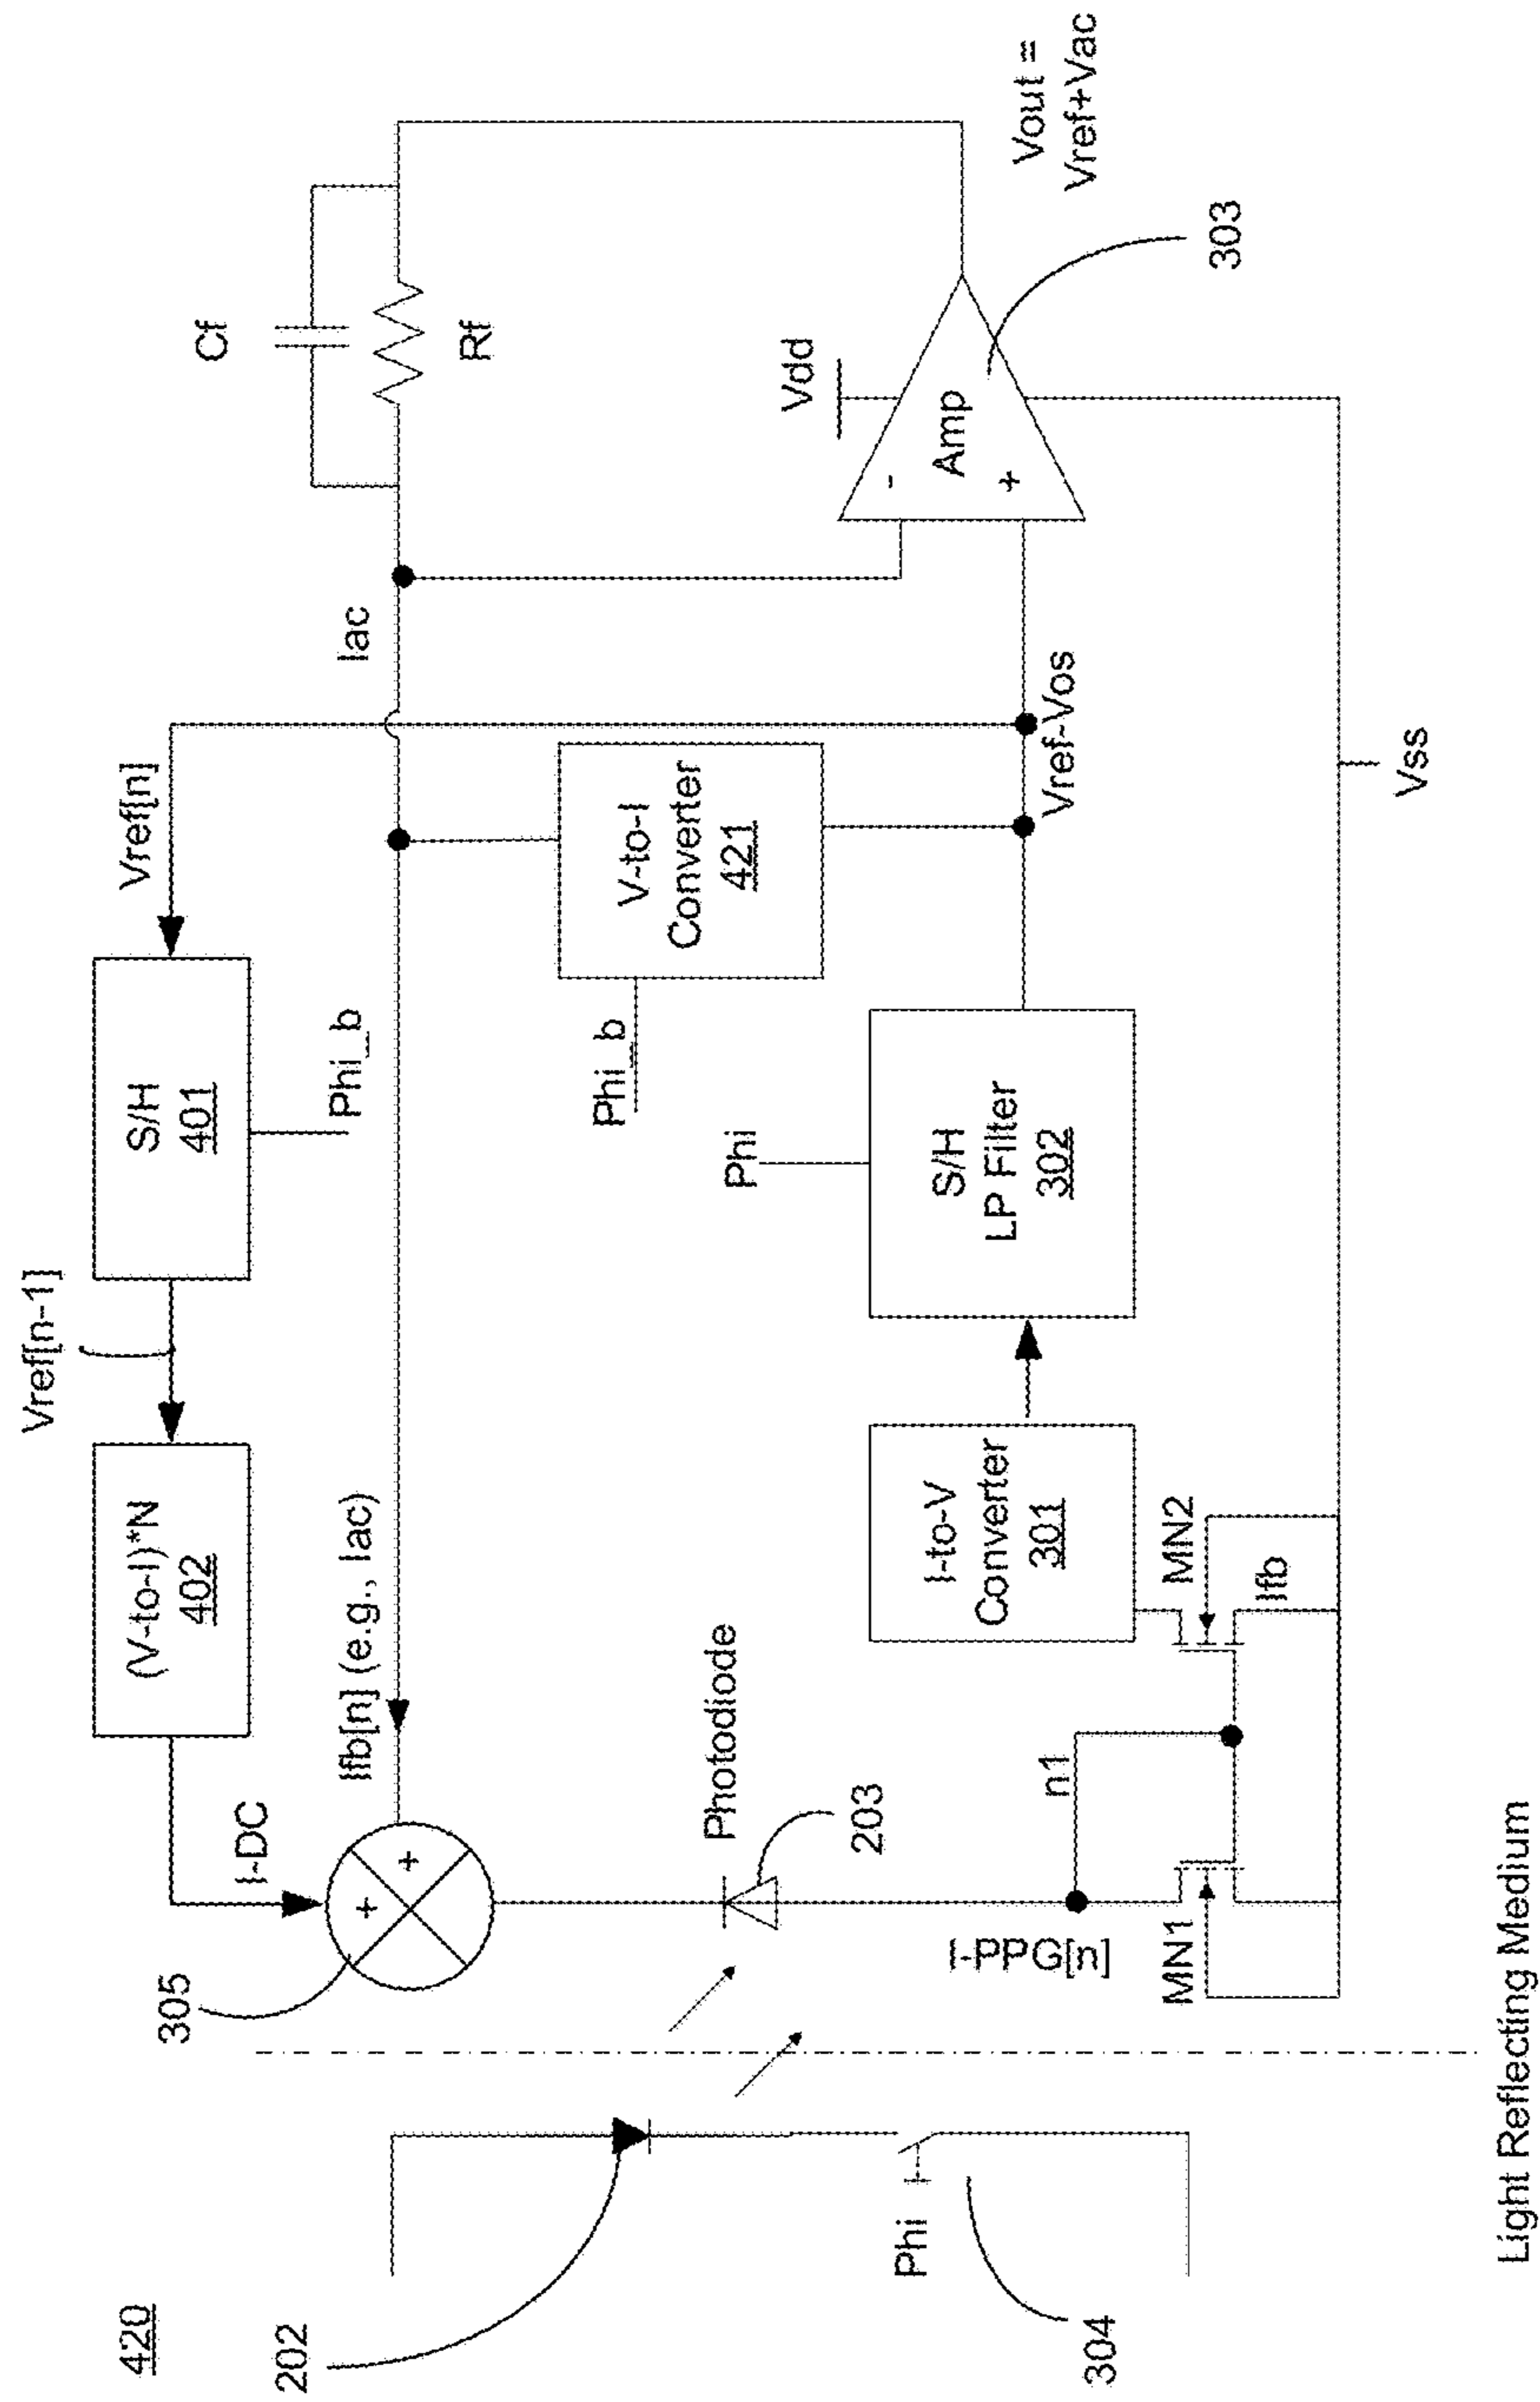 420
202
Phi
304
Light Reflecting Medium
305
I-DC
Ifb[n] (e.g., Iac)
(V-to-I)*N
402
Vref[n-1]
S/H
401
Phi_b
Vref[n]
Photodiode
203
I-PPG[n]
n1
MN1
MN2
Ifb
I-to-V
Converter
301
Phi
S/H
LP Filter
302
Phi_b
V-to-I
Converter
421
Vref-Vos
Vss
Iac
Cf
Rf
Vdd
-
Amp
+
303
Vout =
Vref+Vac
+
+